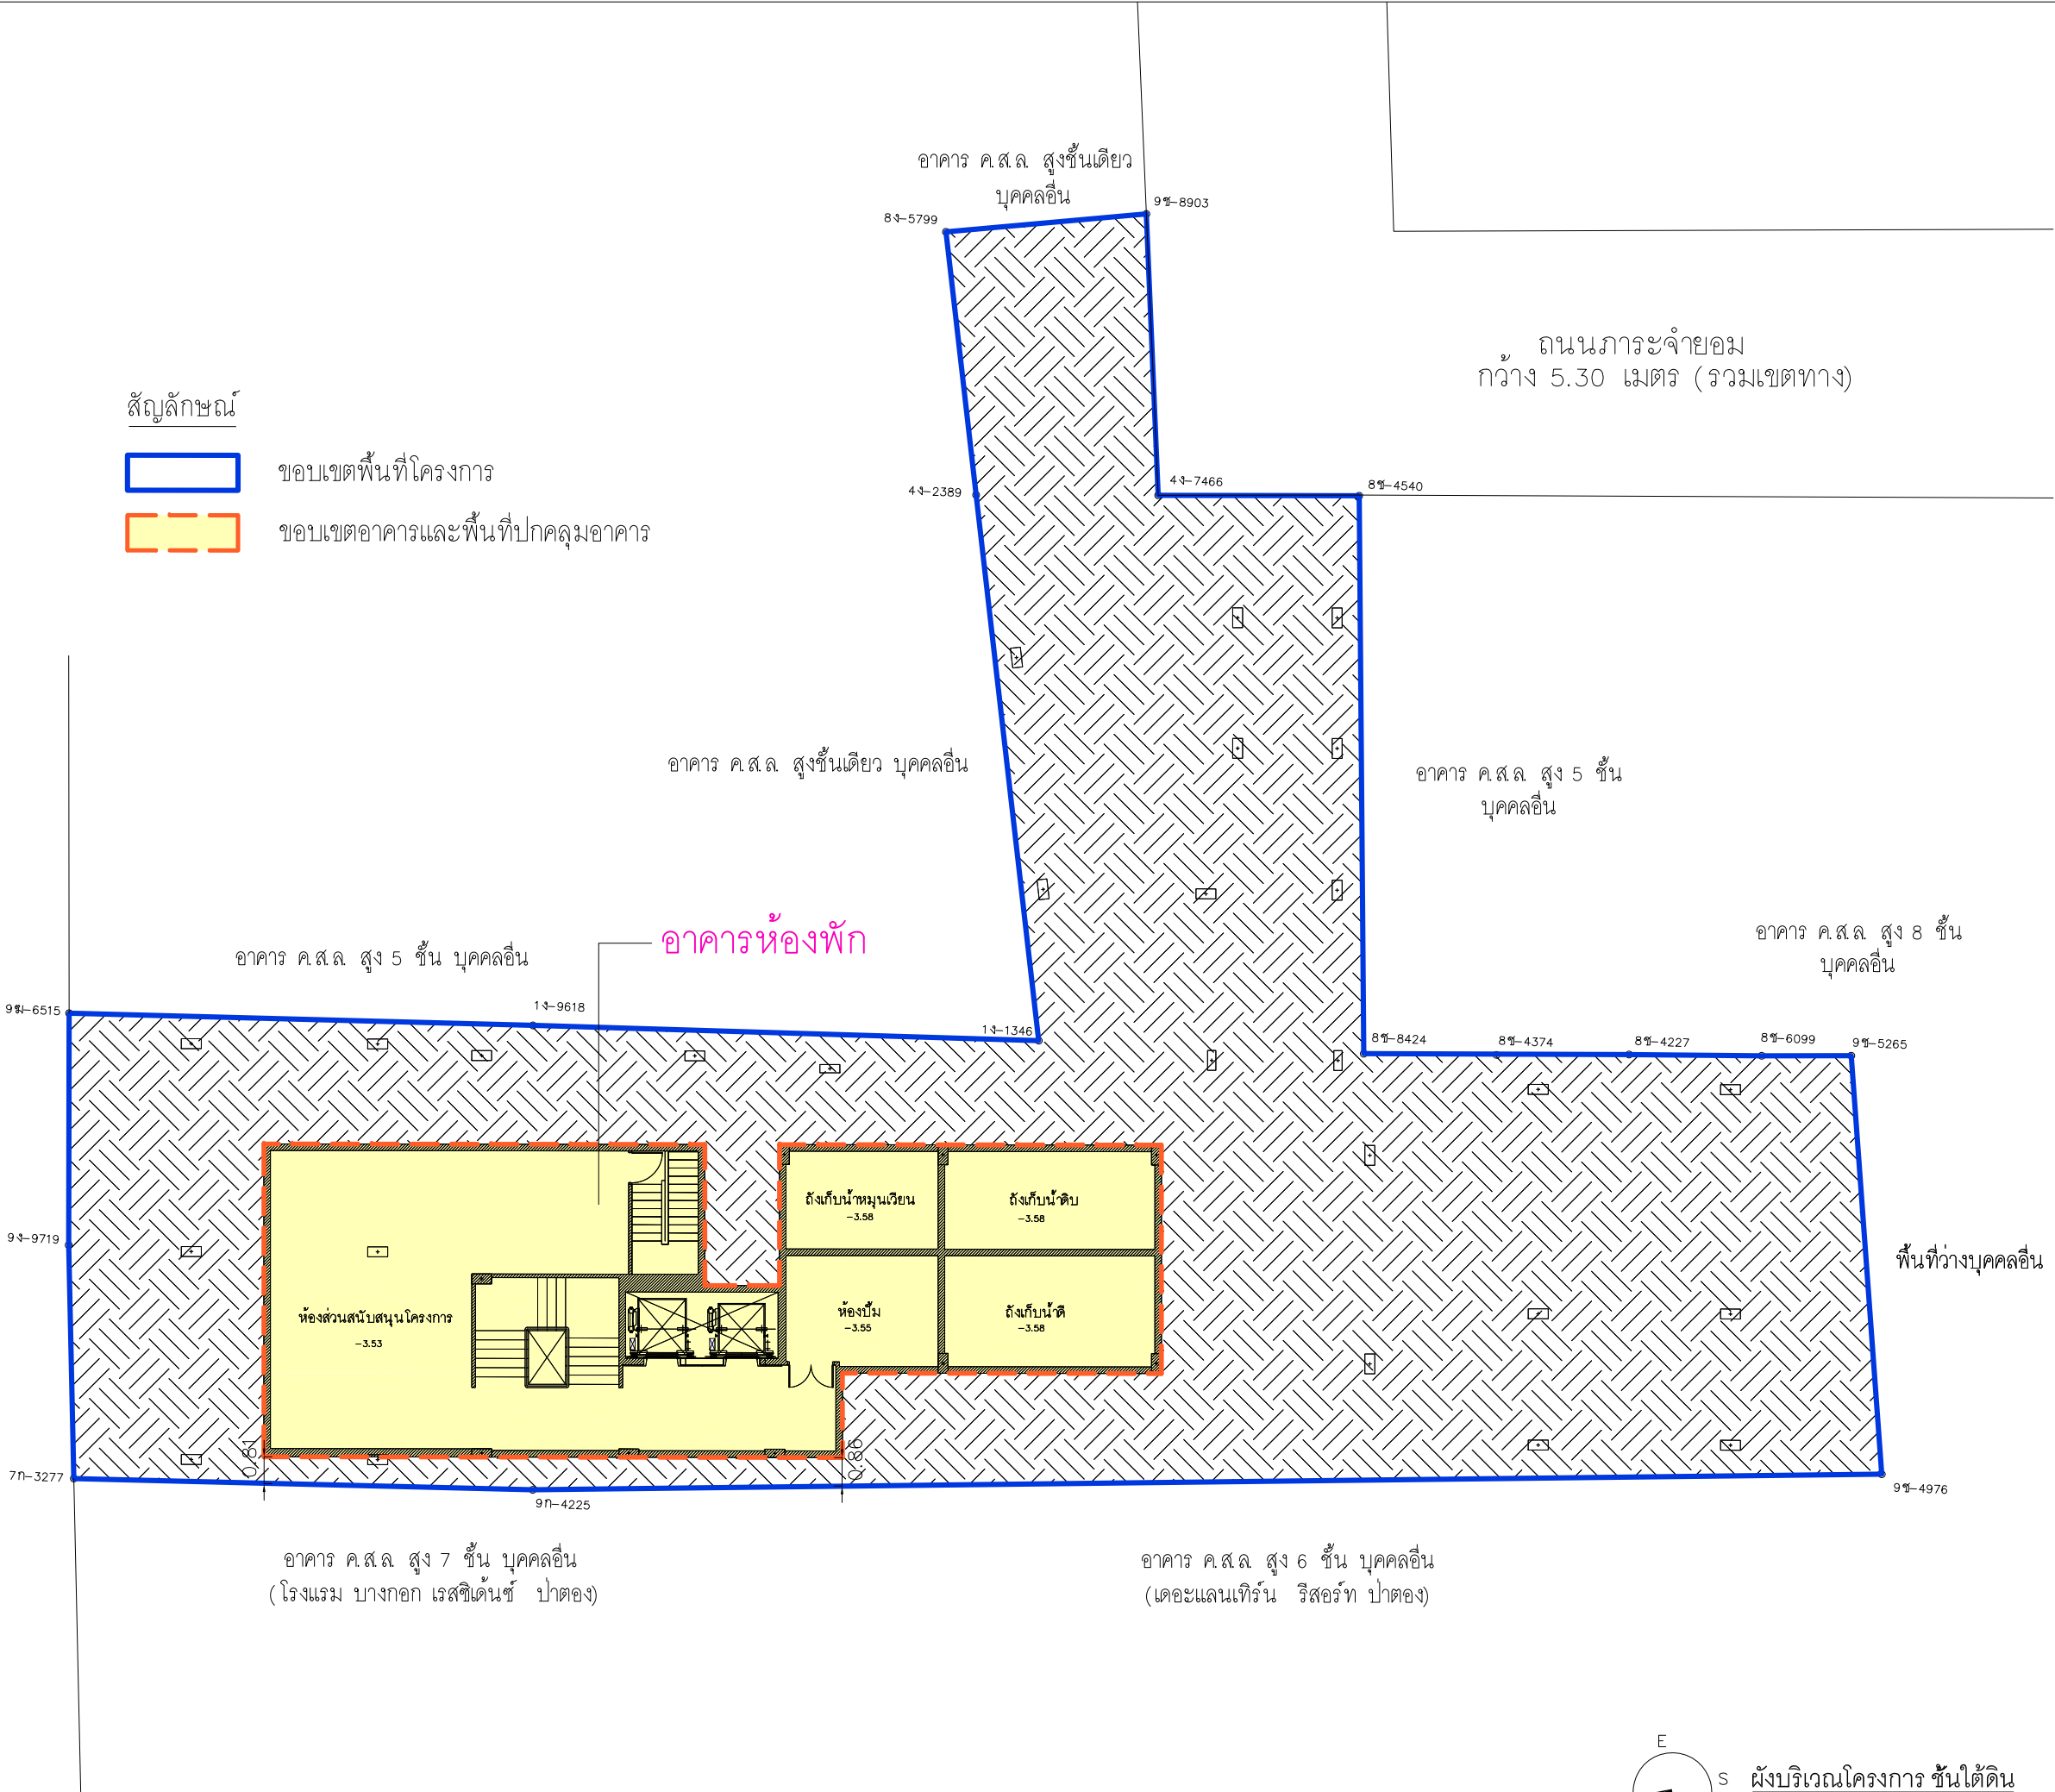 อาคาร ค.ส.ล. สูงชั้นเดียว
บุคคลอื่น
8ง-5799
9ช-8903
ถนนภาระจำยอม
กว้าง 5.30 เมตร (รวมเขตทาง)
สัญลักษณ์
ขอบเขตพื้นที่โครงการ
ขอบเขตอาคารและพื้นที่ปกคลุมอาคาร
4ง-2389
4ง-7466
8ช-4540
อาคาร ค.ส.ล. สูงชั้นเดียว บุคคลอื่น
อาคาร ค.ส.ล. สูง 5 ชั้น
บุคคลอื่น
อาคารห้องพัก
อาคาร ค.ส.ล. สูง 5 ชั้น บุคคลอื่น
อาคาร ค.ส.ล. สูง 8 ชั้น
บุคคลอื่น
9ฆ-6515
1ง-9618
1ง-1346
8ช-8424
8ช-4374
8ช-4227
8ช-6099
9ช-5265
ถังเก็บน้ำหมุนเวียน
-3.58
ถังเก็บน้ำดิบ
-3.58
9ง-9719
พื้นที่ว่างบุคคลอื่น
ห้องส่วนสนับสนุนโครงการ
-3.53
ห้องปั๊ม
-3.55
ถังเก็บน้ำดี
-3.58
0.81
0.86
7ก-3277
9ก-4225
9ช-4976
อาคาร ค.ส.ล. สูง 7 ชั้น บุคคลอื่น
(โรงแรม บางกอก เรสซิเด้นซ์ ป่าตอง)
อาคาร ค.ส.ล. สูง 6 ชั้น บุคคลอื่น
(เดอะแลนเทิร์น รีสอร์ท ป่าตอง)
E
S
ผังบริเวณโครงการ ชั้นใต้ดิน